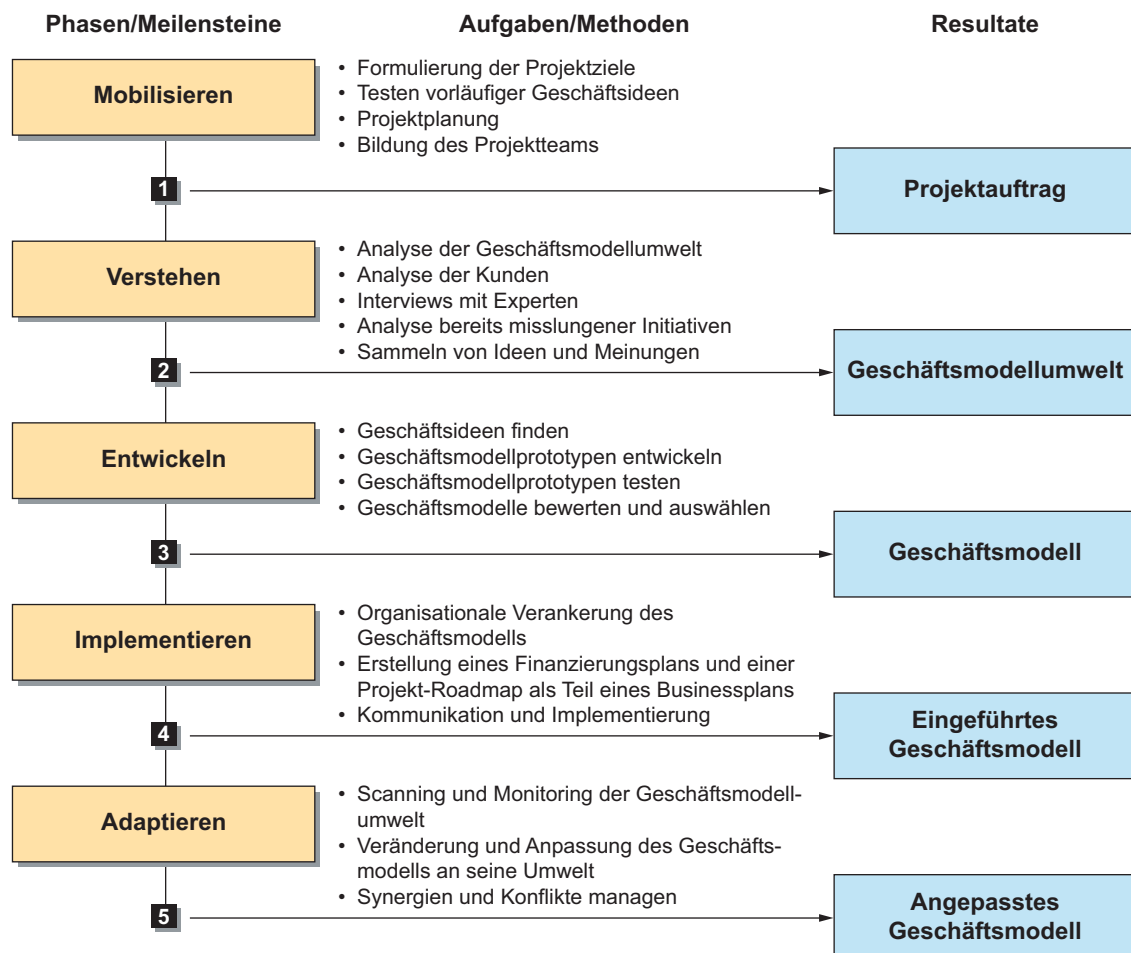 Phasen/Meilensteine
Aufgaben/Methoden
Resultate
Mobilisieren
• Formulierung der Projektziele
• Testen vorläufiger Geschäftsideen
• Projektplanung
• Bildung des Projektteams
1
Projektauftrag
Verstehen
• Analyse der Geschäftsmodellumwelt
• Analyse der Kunden
• Interviews mit Experten
• Analyse bereits misslungener Initiativen
• Sammeln von Ideen und Meinungen
2
Geschäftsmodellumwelt
Entwickeln
• Geschäftsideen finden
• Geschäftsmodellprototypen entwickeln
• Geschäftsmodellprototypen testen
• Geschäftsmodelle bewerten und auswählen
3
Geschäftsmodell
Implementieren
• Organisationale Verankerung des
Geschäftsmodells
• Erstellung eines Finanzierungsplans und einer
Projekt-Roadmap als Teil eines Businessplans
• Kommunikation und Implementierung
4
Eingeführtes
Geschäftsmodell
Adaptieren
• Scanning und Monitoring der Geschäftsmodell-
umwelt
• Veränderung und Anpassung des Geschäfts-
modells an seine Umwelt
• Synergien und Konflikte managen
5
Angepasstes
Geschäftsmodell